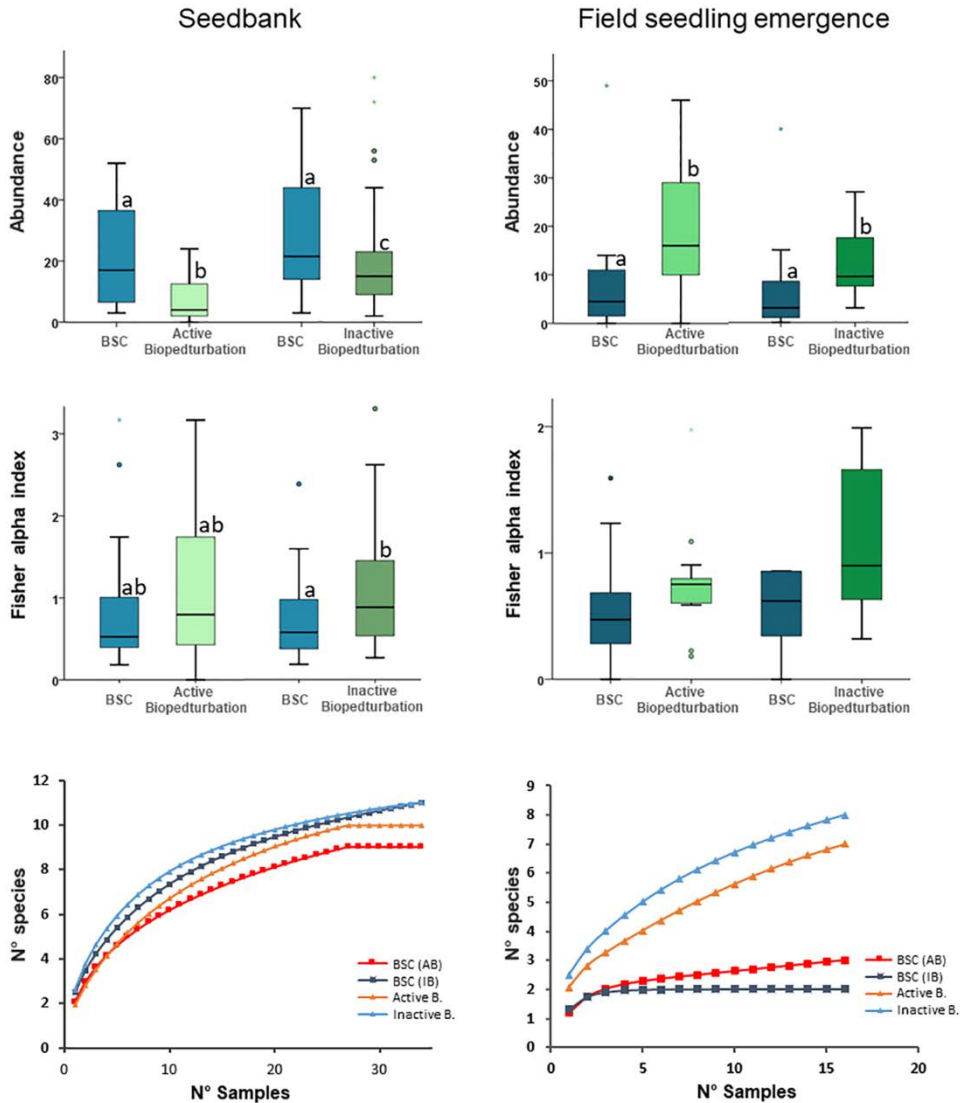 Seedbank
Field seedling emergence
Abundance
80
60
40
20
0
a
b
a
c
BSC
Active
Biopedturbation
BSC
Inactive
Biopedturbation
Abundance
50
40
30
20
10
0
a
b
a
b
BSC
Active
Biopedturbation
BSC
Inactive
Biopedturbation
Fisher alpha index
3
2
1
0
ab
ab
a
b
BSC
Active
Biopedturbation
BSC
Inactive
Biopedturbation
Fisher alpha index
2
1
0
BSC
Active
Biopedturbation
BSC
Inactive
Biopedturbation
N° species
12
10
8
6
4
2
0
0
10
20
30
N° Samples
BSC (AB)
BSC (IB)
Active B.
Inactive B.
N° species
9
8
7
6
5
4
3
2
1
0
0
5
10
15
20
N° Samples
BSC (AB)
BSC (IB)
Active B.
Inactive B.